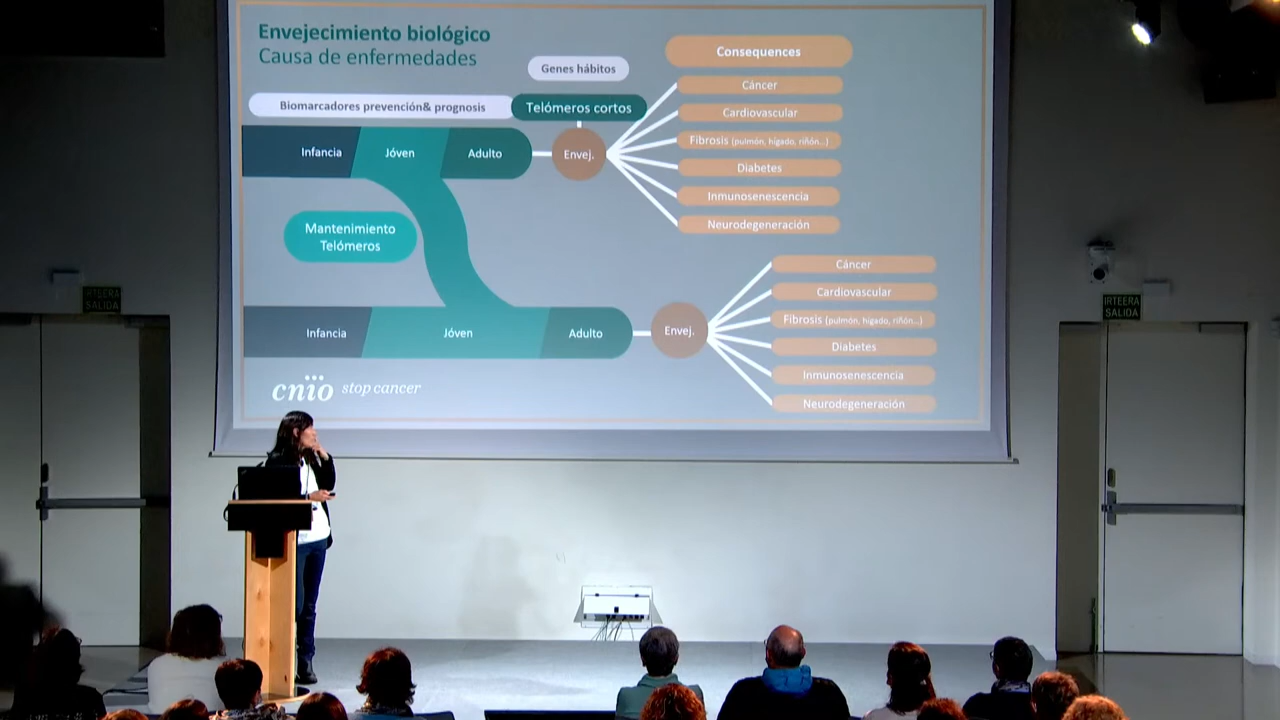 Envejecimiento biológico
Causa de enfermedades
Genes hábitos
Consequences
Biomarcadores prevención& prognosis
Telómeros cortos
Infancia
Jóven
Adulto
Envej.
Cáncer
Cardiovascular
Fibrosis (pulmón, hígado, riñón...)
Diabetes
Inmunosenescencia
Neurodegeneración
Mantenimiento
Telómeros
Infancia
Jóven
Adulto
Envej.
Cáncer
Cardiovascular
Fibrosis (pulmón, hígado, riñón...)
Diabetes
Inmunosenescencia
Neurodegeneración
cnio stop cancer
IRTEERA
SALIDA
IRTEERA
SALIDA